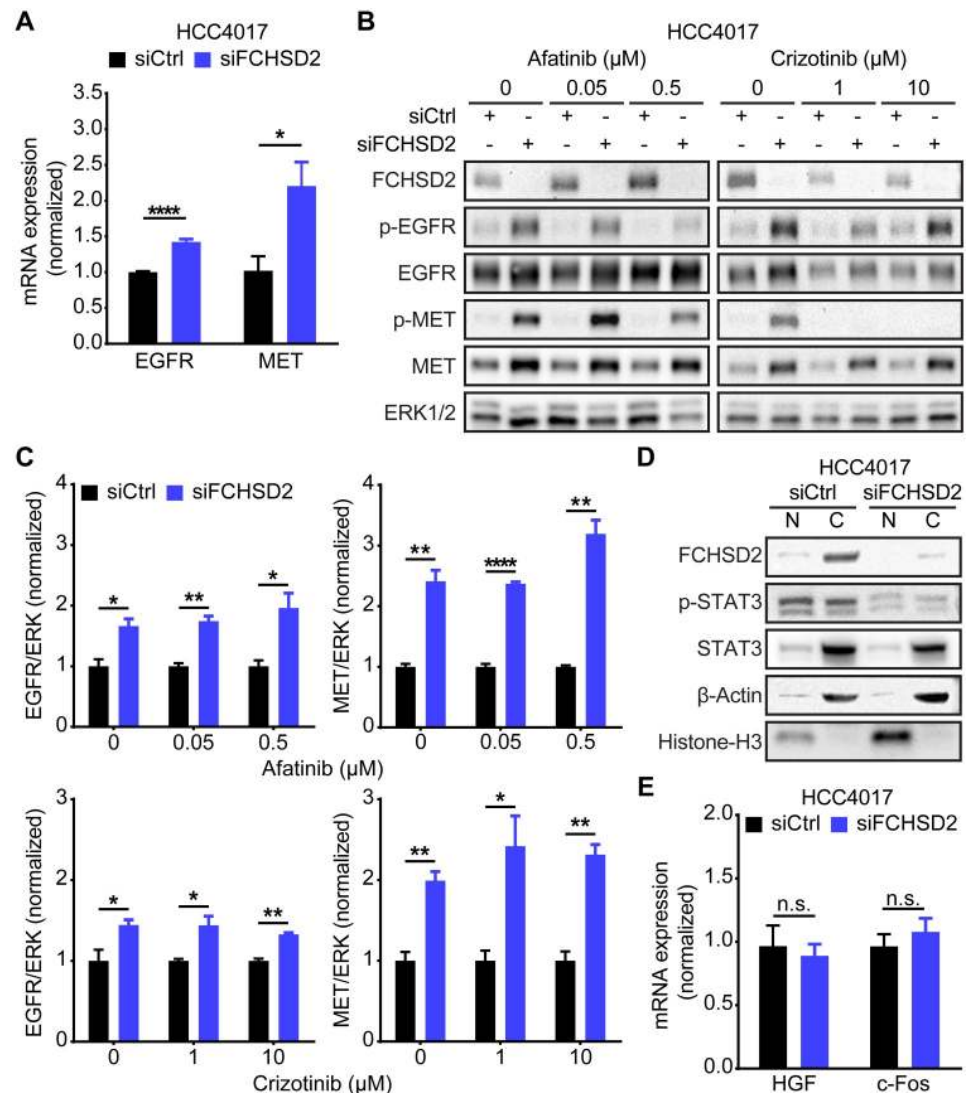 A
HCC4017
siCtrl siFCHSD2
mRNA expression
(normalized)
3.0
2.5
2.0
1.5
1.0
0.5
0.0
****
*
EGFR MET
B
HCC4017
Afatinib (μM) Crizotinib (μM)
0 0.05 0.5 0 1 10
siCtrl + - + - + - + - + - + -
siFCHSD2 - + - + - + - + - + - +
FCHSD2
p-EGFR
EGFR
p-MET
MET
ERK1/2
C
siCtrl siFCHSD2
EGFR/ERK (normalized)
4
3
2
1
0
* ** *
0 0.05 0.5
MET/ERK (normalized)
4
3
2
1
0
** **** **
0 0.05 0.5
Afatinib (μM)
EGFR/ERK (normalized)
3
2
1
0
* * **
0 1 10
MET/ERK (normalized)
3
2
1
0
** * **
0 1 10
Crizotinib (μM)
D
HCC4017
siCtrl siFCHSD2
N C N C
FCHSD2
p-STAT3
STAT3
β-Actin
Histone-H3
E
HCC4017
siCtrl siFCHSD2
mRNA expression
(normalized)
2.0
1.5
1.0
0.5
0.0
n.s. n.s.
HGF c-Fos